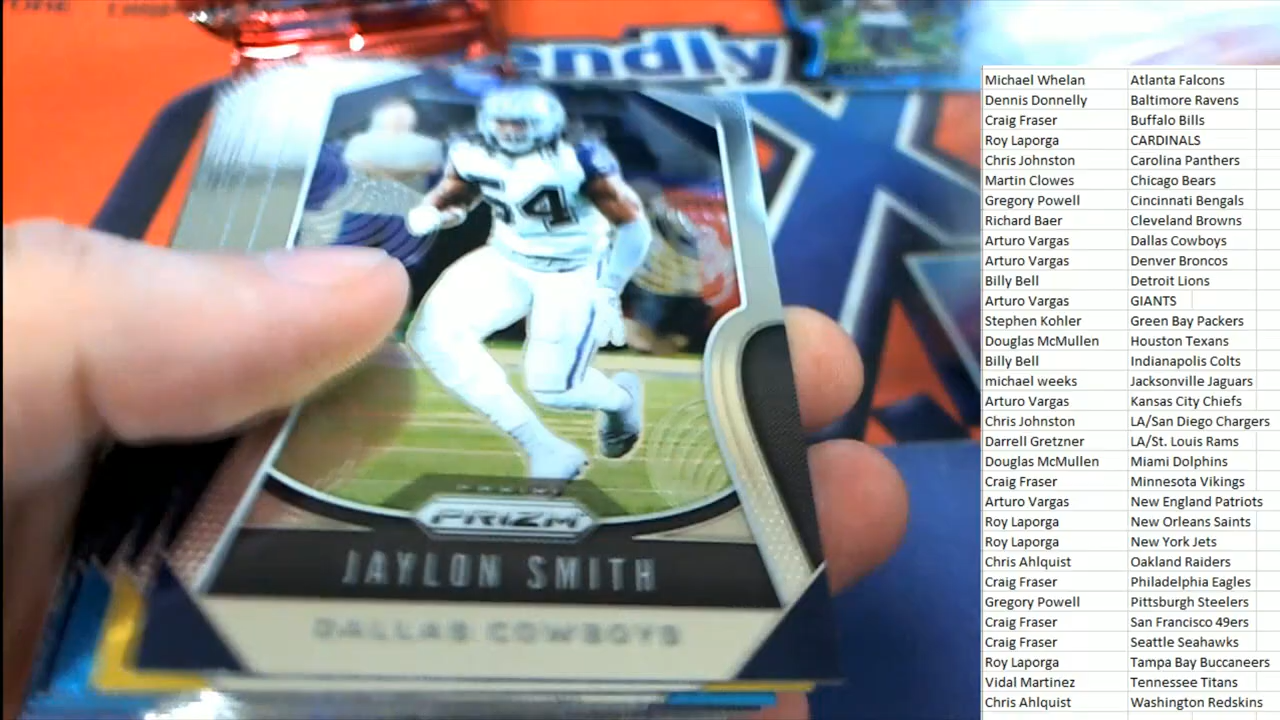 endly
54
PANINI
PRIZM
JAYLON SMITH
DALLAS COWBOYS
Michael Whelan Atlanta Falcons
Dennis Donnelly Baltimore Ravens
Craig Fraser Buffalo Bills
Roy Laporga CARDINALS
Chris Johnston Carolina Panthers
Martin Clowes Chicago Bears
Gregory Powell Cincinnati Bengals
Richard Baer Cleveland Browns
Arturo Vargas Dallas Cowboys
Arturo Vargas Denver Broncos
Billy Bell Detroit Lions
Arturo Vargas GIANTS
Stephen Kohler Green Bay Packers
Douglas McMullen Houston Texans
Billy Bell Indianapolis Colts
michael weeks Jacksonville Jaguars
Arturo Vargas Kansas City Chiefs
Chris Johnston LA/San Diego Chargers
Darrell Gretzner LA/St. Louis Rams
Douglas McMullen Miami Dolphins
Craig Fraser Minnesota Vikings
Arturo Vargas New England Patriots
Roy Laporga New Orleans Saints
Roy Laporga New York Jets
Chris Ahlquist Oakland Raiders
Craig Fraser Philadelphia Eagles
Gregory Powell Pittsburgh Steelers
Craig Fraser San Francisco 49ers
Craig Fraser Seattle Seahawks
Roy Laporga Tampa Bay Buccaneers
Vidal Martinez Tennessee Titans
Chris Ahlquist Washington Redskins